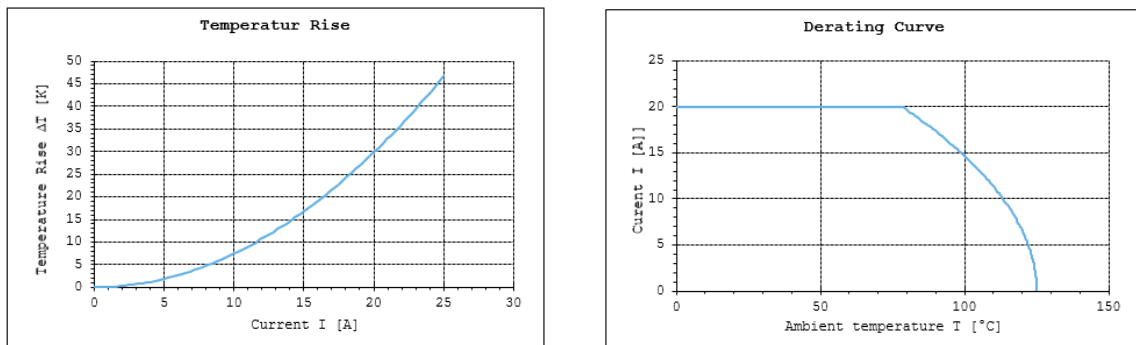 Temperatur Rise
Temperature Rise ΔT [K]
50
45
40
35
30
25
20
15
10
5
0
0 5 10 15 20 25 30
Current I [A]
Derating Curve
Curent I [A]]
25
20
15
10
5
0
0 50 100 150
Ambient temperature T [°C]